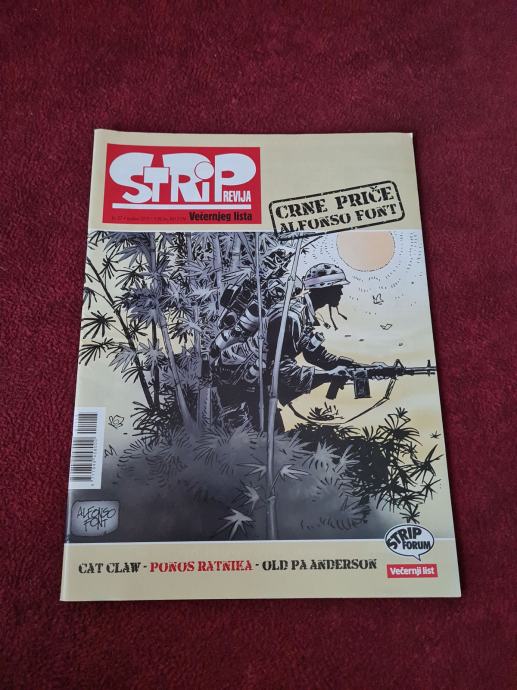 STRiP
REVIJA
Večernjeg lista
CRNE PRIČE
ALFONSO FONT
ALFONSO
FONT
STRIP
FORUM
CAT CLAW - PONOS RATNIKA - OLD PA ANDERSON
Večernji list